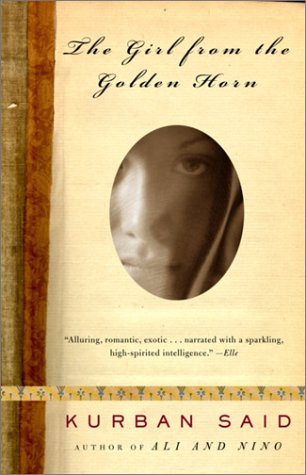 The Girl from the
Golden Horn
“Alluring, romantic, exotic . . . narrated with a sparkling,
high-spirited intelligence.” —Elle
KURBAN SAID
AUTHOR OF ALI AND NINO